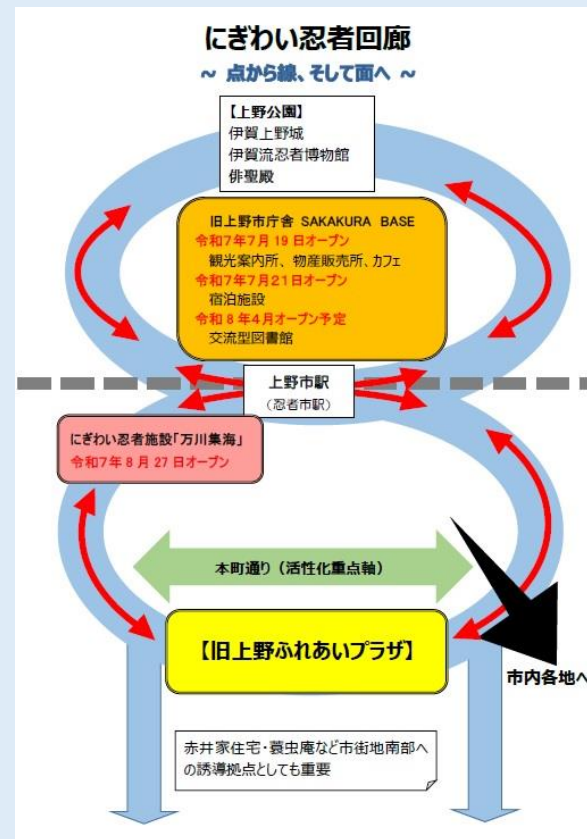 にぎわい忍者回廊
~ 点から線、そして面へ ~
【上野公園】
伊賀上野城
伊賀流忍者博物館
俳聖殿
旧上野市庁舎 SAKAKURA BASE
令和7年7月19日オープン
観光案内所、物産販売所、カフェ
令和7年7月21日オープン
宿泊施設
令和8年4月オープン予定
交流型図書館
上野市駅
(忍者市駅)
にぎわい忍者施設「万川集海」
令和7年8月27日オープン
本町通り(活性化重点軸)
【旧上野ふれあいプラザ】
市内各地へ
赤井家住宅・蓑虫庵など市街地南部へ
の誘導拠点としても重要